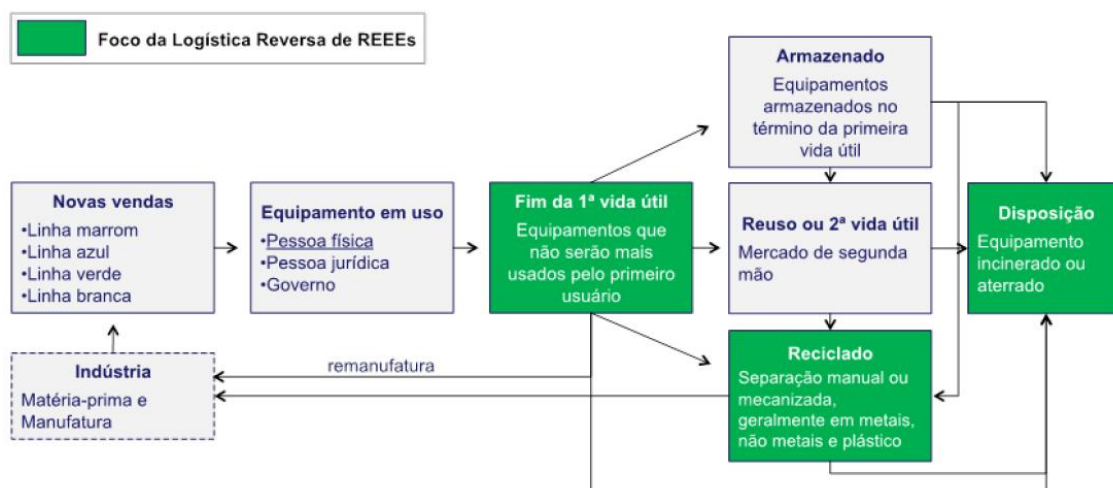 Foco da Logística Reversa de REEEs
Armazenado
Equipamentos
armazenados no
término da primeira
vida útil
Novas vendas
•Linha marrom
•Linha azul
•Linha verde
•Linha branca
Equipamento em uso
•Pessoa física
•Pessoa jurídica
•Governo
Fim da 1ª vida útil
Equipamentos que
não serão mais
usados pelo primeiro
usuário
Reuso ou 2ª vida útil
Mercado de segunda
mão
Disposição
Equipamento
incinerado ou
aterrado
Indústria
Matéria-prima e
Manufatura
remanufatura
Reciclado
Separação manual ou
mecanizada,
geralmente em metais,
não metais e plástico